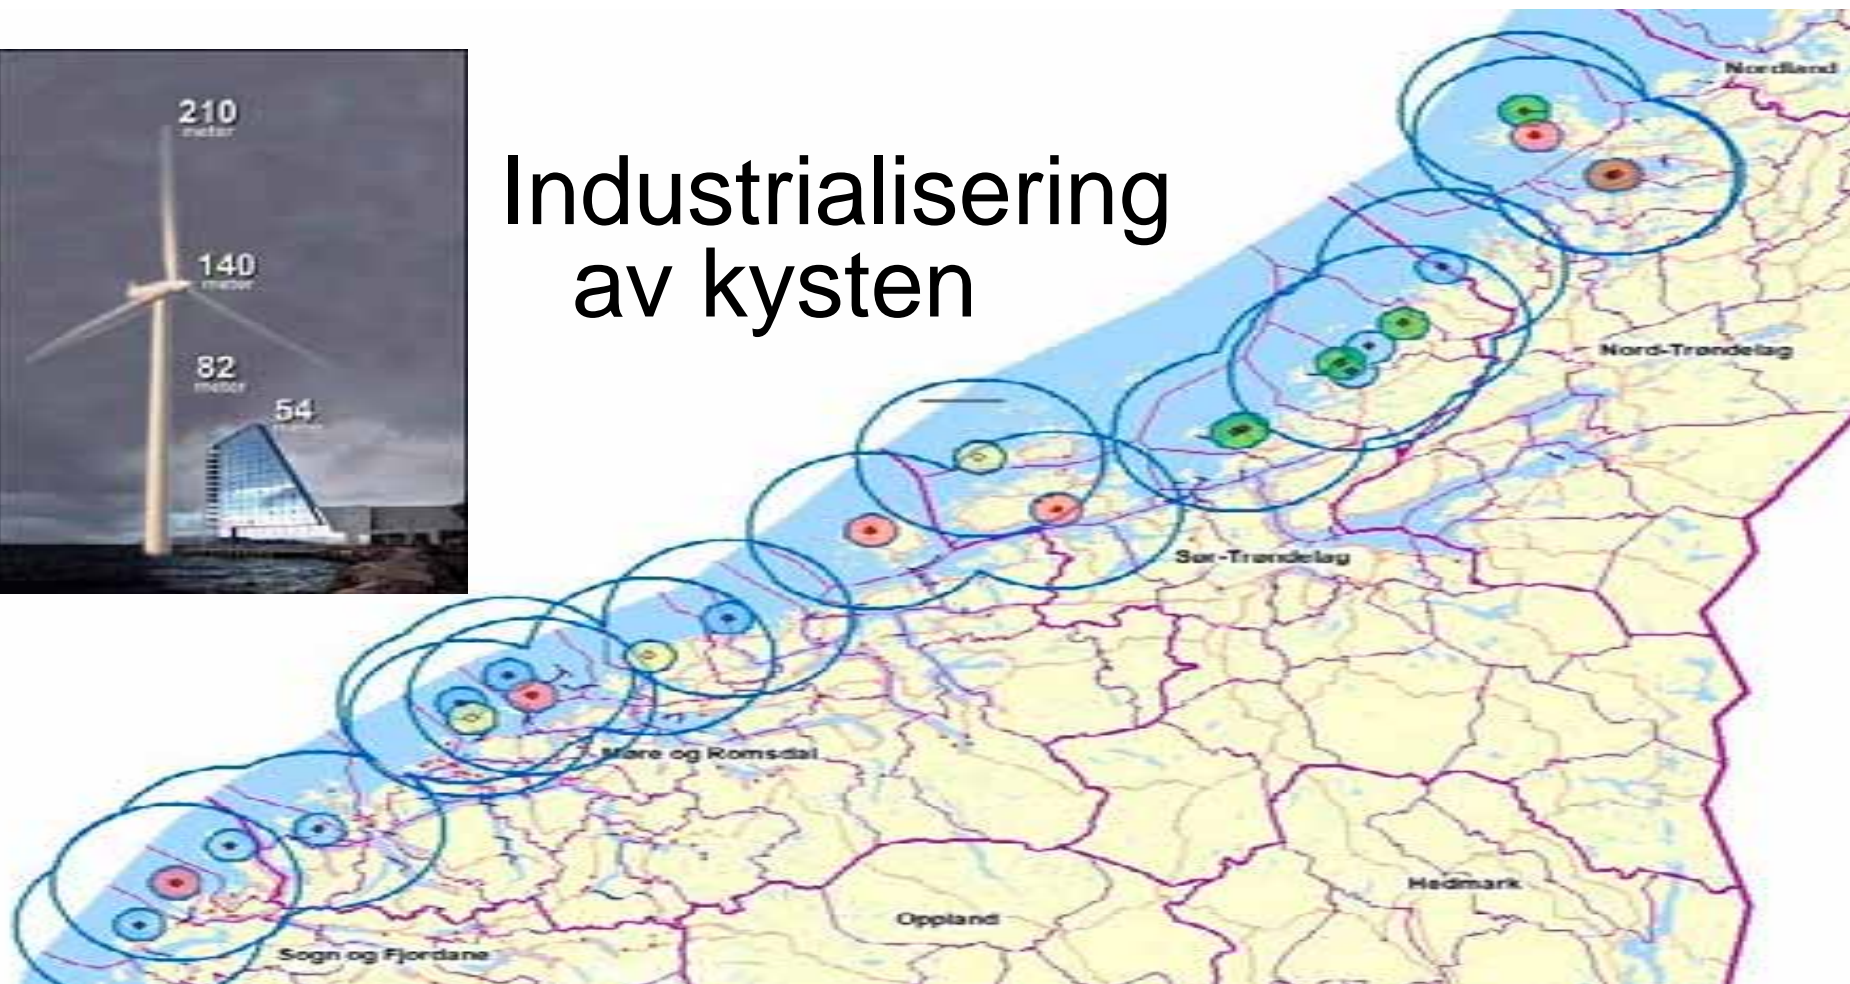 210
meter
140
meter
82
meter
54
meter
Industrialisering
av kysten
Nordland
Nord-Trøndelag
Sør-Trøndelag
Møre og Romsdal
Hedmark
Oppland
Sogn og Fjordane